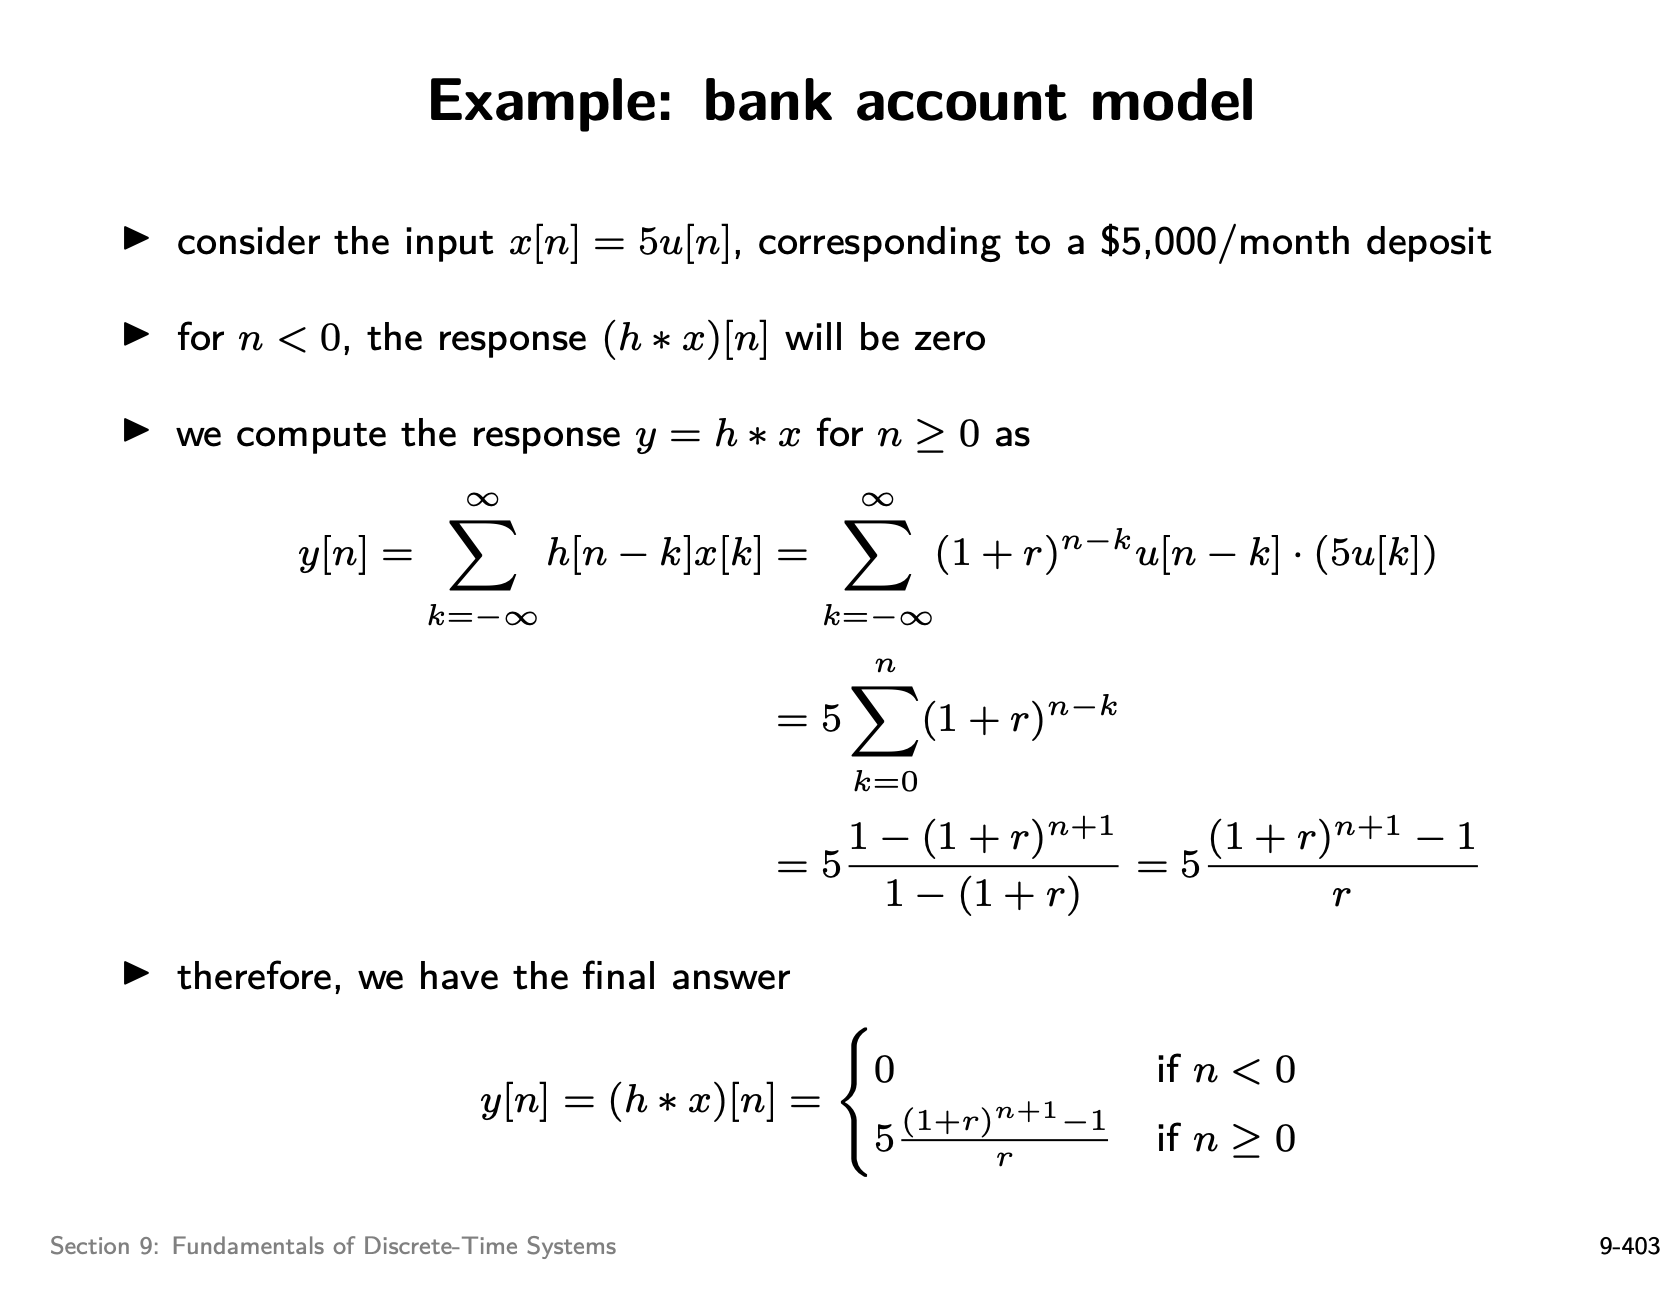 Example: bank account model
▶ consider the input x[n] = 5u[n], corresponding to a $5,000/month deposit
▶ for n < 0, the response (h ∗ x)[n] will be zero
▶ we compute the response y = h ∗ x for n ≥ 0 as
y[n] = ∑_{k=−∞}^{∞} h[n − k]x[k] = ∑_{k=−∞}^{∞} (1 + r)^{n−k} u[n − k] · (5u[k])
= 5 ∑_{k=0}^{n} (1 + r)^{n−k}
= 5 \frac{1 − (1 + r)^{n+1}}{1 − (1 + r)} = 5 \frac{(1 + r)^{n+1} − 1}{r}
▶ therefore, we have the final answer
y[n] = (h ∗ x)[n] = { 0 if n < 0
5 \frac{(1+r)^{n+1}−1}{r} if n ≥ 0
Section 9: Fundamentals of Discrete-Time Systems 9-403